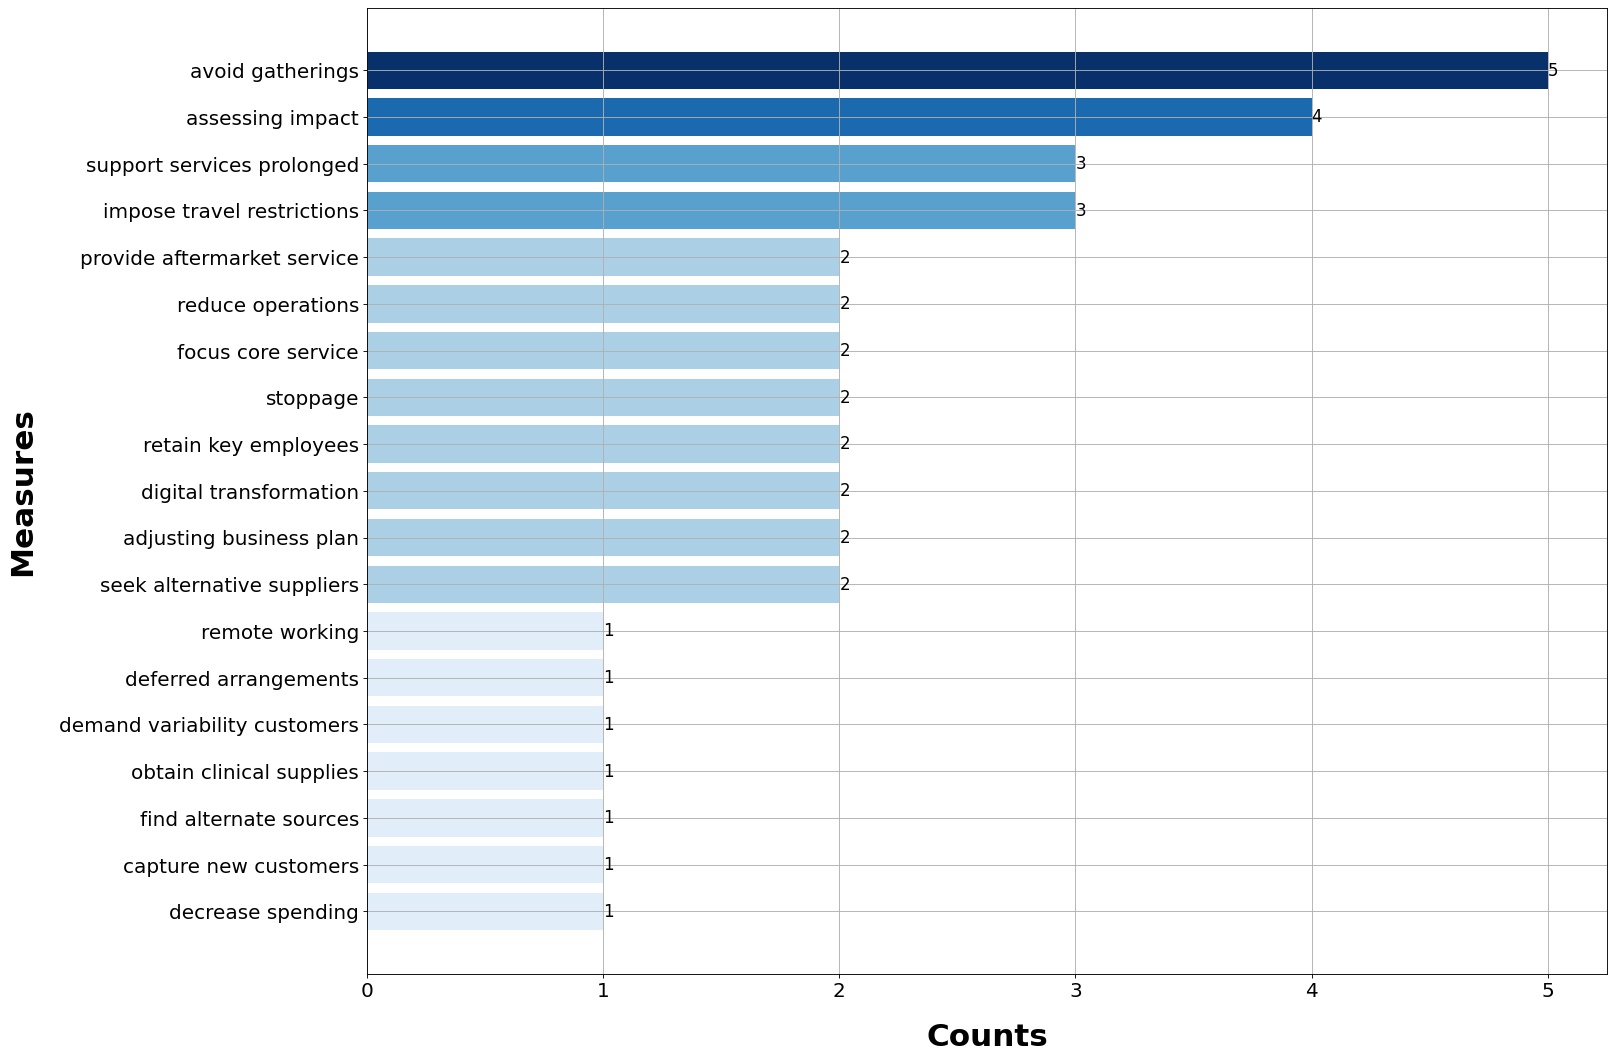 avoid gatherings 5
assessing impact 4
support services prolonged 3
impose travel restrictions 3
provide aftermarket service 2
reduce operations 2
focus core service 2
stoppage 2
retain key employees 2
digital transformation 2
adjusting business plan 2
seek alternative suppliers 2
remote working 1
deferred arrangements 1
demand variability customers 1
obtain clinical supplies 1
find alternate sources 1
capture new customers 1
decrease spending 1
Measures
0 1 2 3 4 5
Counts